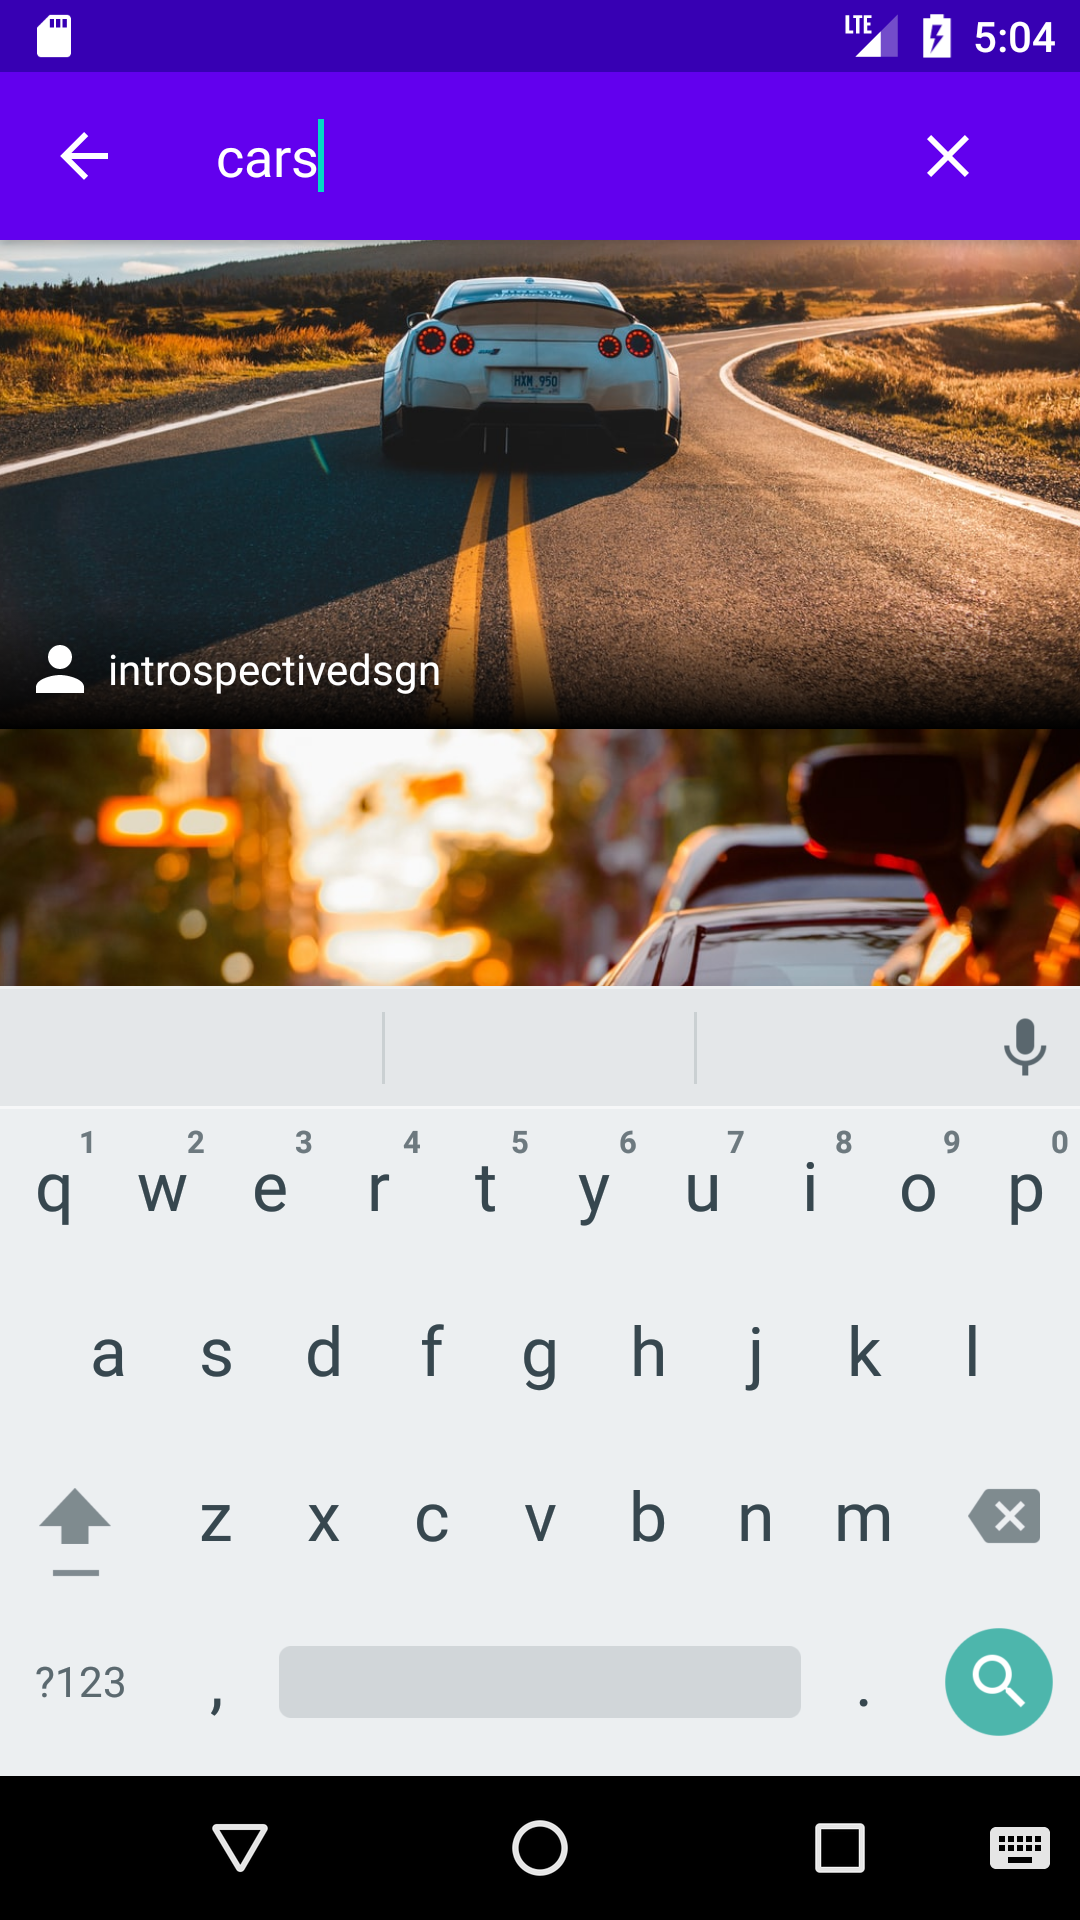 LTE 5:04
cars
HXM 950
introspectivedsgn
1 2 3 4 5 6 7 8 9 0
q w e r t y u i o p
a s d f g h j k l
z x c v b n m
?123 , .